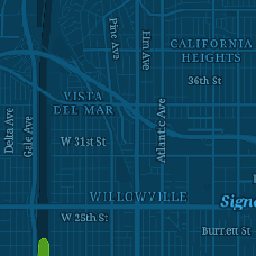 Pine Ave
Elm Ave
CALIFORNIA
HEIGHTS
36th St
VISTA
DEL MAR
Delta Ave
Gale Ave
Atlantic Ave
W 31st St
WILLOWVILLE
Signa
W 25th St
Burnett St